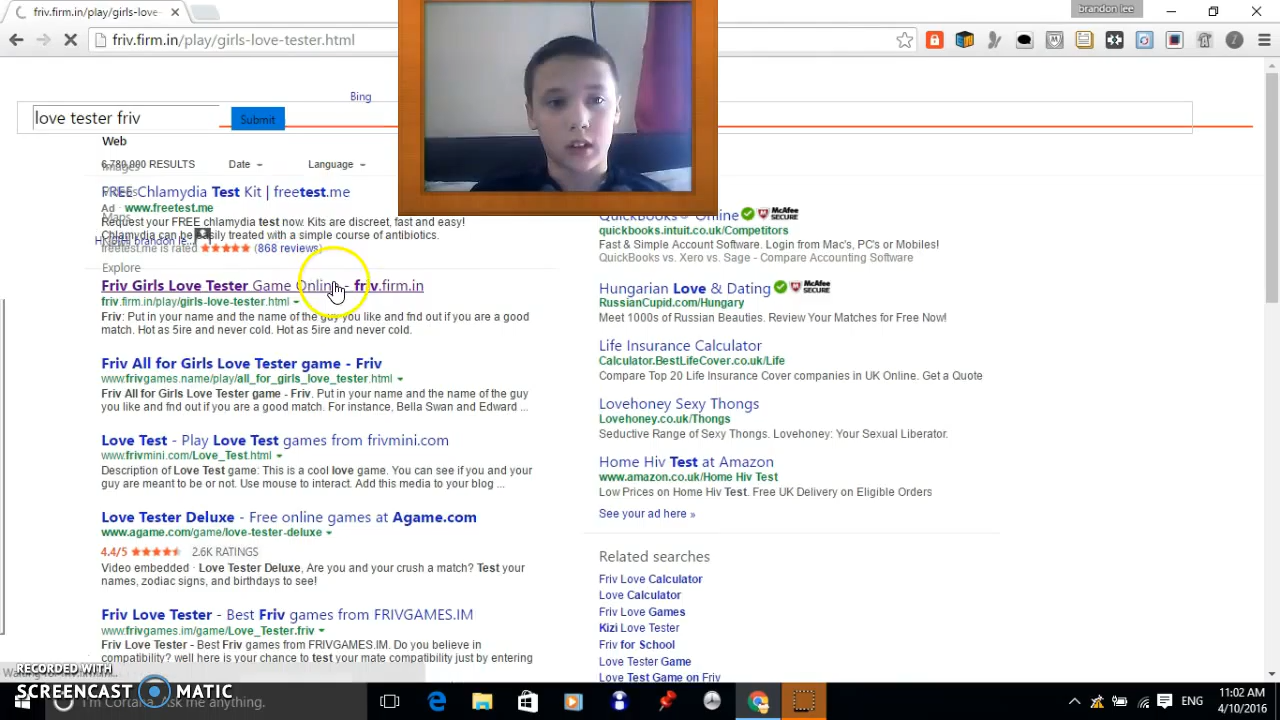 friv.firm.in/play/girls-love-
brandon lee
friv.firm.in/play/girls-love-tester.html
Bing
love tester friv
Submit
Web
Images
Maps
Explore
6,780,000 RESULTS
Date
Language
FREE Chlamydia Test Kit | freetest.me
Ad · www.freetest.me
Request your FREE chlamydia test now. Kits are discreet, fast and easy!
Chlamydia can be easily treated with a simple course of antibiotics.
freetest.me is rated (868 reviews)
Friv Girls Love Tester Game Online - friv.firm.in
friv.firm.in/play/girls-love-tester.html
Friv: Put in your name and the name of the guy you like and fnd out if you are a good
match. Hot as 5ire and never cold. Hot as 5ire and never cold.
Friv All for Girls Love Tester game - Friv
www.frivgames.name/play/all_for_girls_love_tester.html
Friv All for Girls Love Tester game - Friv. Put in your name and the name of the guy
you like and fnd out if you are a good match. For instance, Bella Swan and Edward ...
Love Test - Play Love Test games from frivmini.com
www.frivmini.com/Love_Test.html
Description of Love Test game: This is a cool love game. You can see if you and your
guy are meant to be or not. Use mouse to interact. Add this media to your blog ...
Love Tester Deluxe - Free online games at Agame.com
www.agame.com/game/love-tester-deluxe
4.4/5 2.6K RATINGS
Video embedded · Love Tester Deluxe, Are you and your crush a match? Test your
names, zodiac signs, and birthdays to see!
Friv Love Tester - Best Friv games from FRIVGAMES.IM
www.frivgames.im/game/Love_Tester.friv
Friv Love Tester - Best Friv games from FRIVGAMES.IM. Do you believe in
compatibility? well here is your chance to test your mate compatibility just by entering
QuickBooks® Online McAfee SECURE
quickbooks.intuit.co.uk/Competitors
Fast & Simple Account Software. Login from Mac's, PC's or Mobiles!
QuickBooks vs. Xero vs. Sage - Compare Accounting
Hungarian Love & Dating McAfee SECURE
RussianCupid.com/Hungary
Meet 1000s of Russian Beauties. Review Your Matches for Free Now!
Life Insurance Calculator
Calculator.BestLifeCover.co.uk/Life
Compare Top 20 Life Insurance Cover companies in UK Online. Get a Quote
Lovehoney Sexy Thongs
Lovehoney.co.uk/Thongs
Seductive Range of Sexy Thongs. Lovehoney: Your Sexual Liberator.
Home Hiv Test at Amazon
www.amazon.co.uk/Home Hiv Test
Low Prices on Home Hiv Test. Free UK Delivery on Eligible Orders
See your ad here »
Related searches
Friv Love Calculator
Love Calculator
Friv Love Games
Kizi Love Tester
Friv for School
Love Tester Game
Love Test Game on Friv
RECORDED WITH
SCREENCAST MATIC
I'm Cortana. Ask me anything.
ENG
11:02 AM
4/10/2016